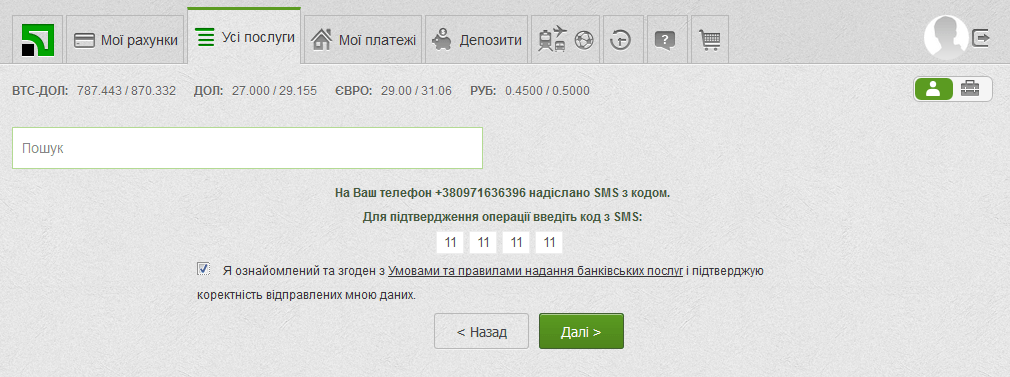 Мої рахунки Усі послуги Мої платежі Депозити
BTC-ДОЛ: 787.443 / 870.332 ДОЛ: 27.000 / 29.155 ЄВРО: 29.00 / 31.06 РУБ: 0.4500 / 0.5000
Пошук
На Ваш телефон +380971636396 надіслано SMS з кодом.
Для підтвердження операції введіть код з SMS:
11 11 11 11
Я ознайомлений та згоден з Умовами та правилами надання банківських послуг і підтверджую
коректність відправлених мною даних.
< Назад Далі >